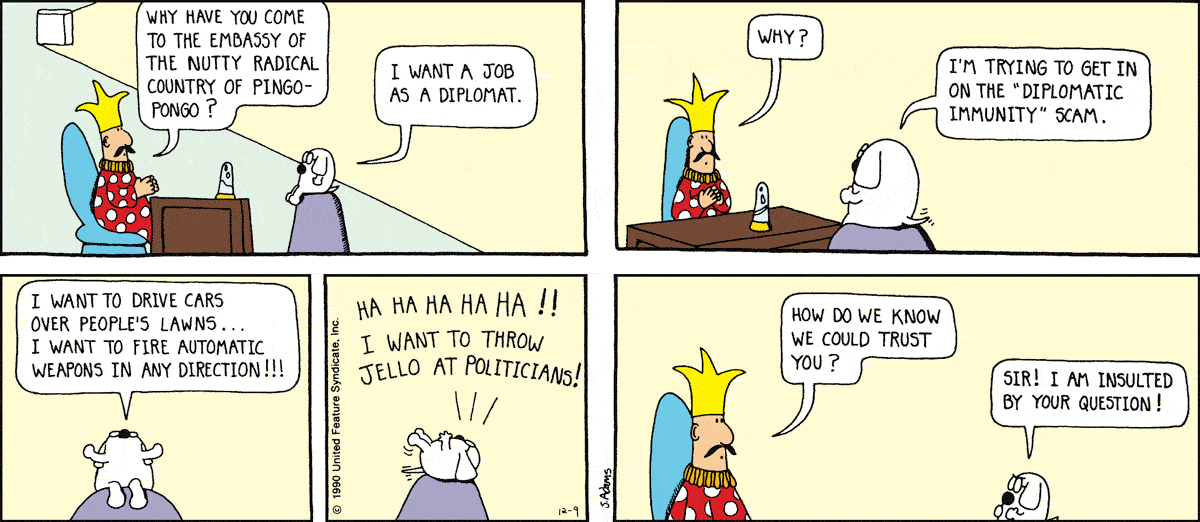 WHY HAVE YOU COME
TO THE EMBASSY OF
THE NUTTY RADICAL
COUNTRY OF PINGO-
PONGO?
I WANT A JOB
AS A DIPLOMAT.
WHY?
I'M TRYING TO GET IN
ON THE "DIPLOMATIC
IMMUNITY" SCAM.
I WANT TO DRIVE CARS
OVER PEOPLE'S LAWNS...
I WANT TO FIRE AUTOMATIC
WEAPONS IN ANY DIRECTION!!!
© 1990 United Feature Syndicate, Inc.
HA HA HA HA HA!!
I WANT TO THROW
JELLO AT POLITICIANS!
12-9
S.Adams
HOW DO WE KNOW
WE COULD TRUST
YOU?
SIR! I AM INSULTED
BY YOUR QUESTION!